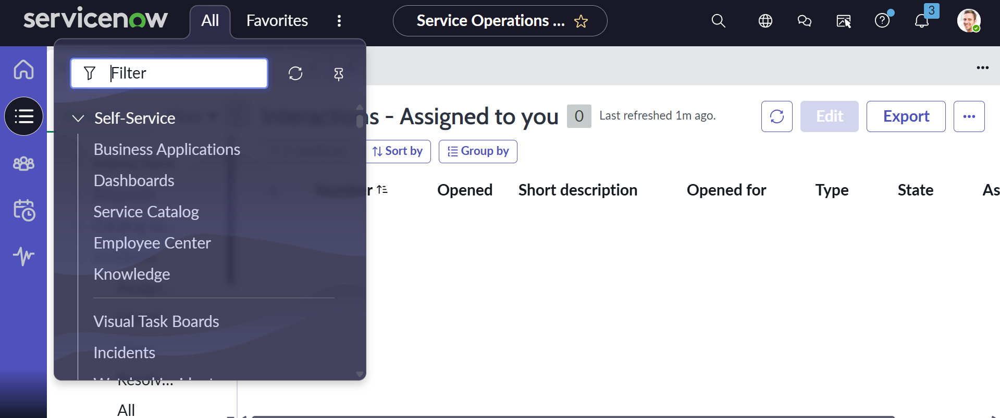 servicenow
All
Favorites
Service Operations ...
3
Filter
Self-Service
Business Applications
Dashboards
Service Catalog
Employee Center
Knowledge
Visual Task Boards
Incidents
Interactions - Assigned to you
0
Last refreshed 1m ago.
Edit
Export
Sort by
Group by
Number
Opened
Short description
Opened for
Type
State
As
Resolv...
All